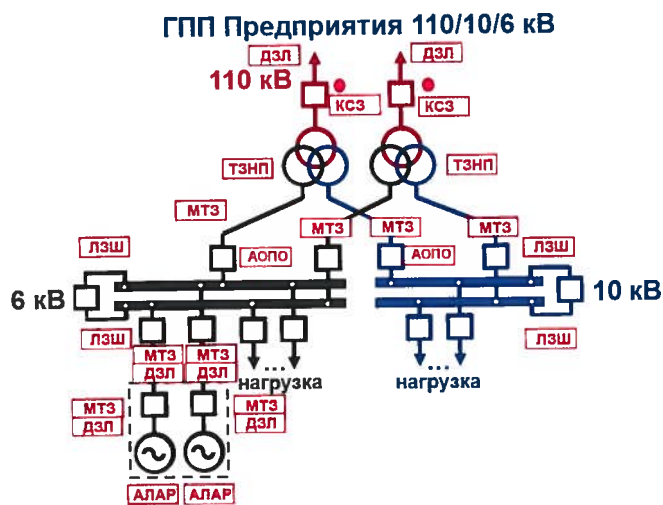 ГПП Предприятия 110/10/6 кВ
ДЗЛ
ДЗЛ
110 кВ
КСЗ
КСЗ
ТЗНП
ТЗНП
МТЗ
МТЗ
МТЗ
МТЗ
ЛЗШ
АОПО
АОПО
ЛЗШ
6 кВ
10 кВ
ЛЗШ
ЛЗШ
МТЗ
МТЗ
ДЗЛ
ДЗЛ
...
...
нагрузка
нагрузка
МТЗ
МТЗ
ДЗЛ
ДЗЛ
АЛАР
АЛАР